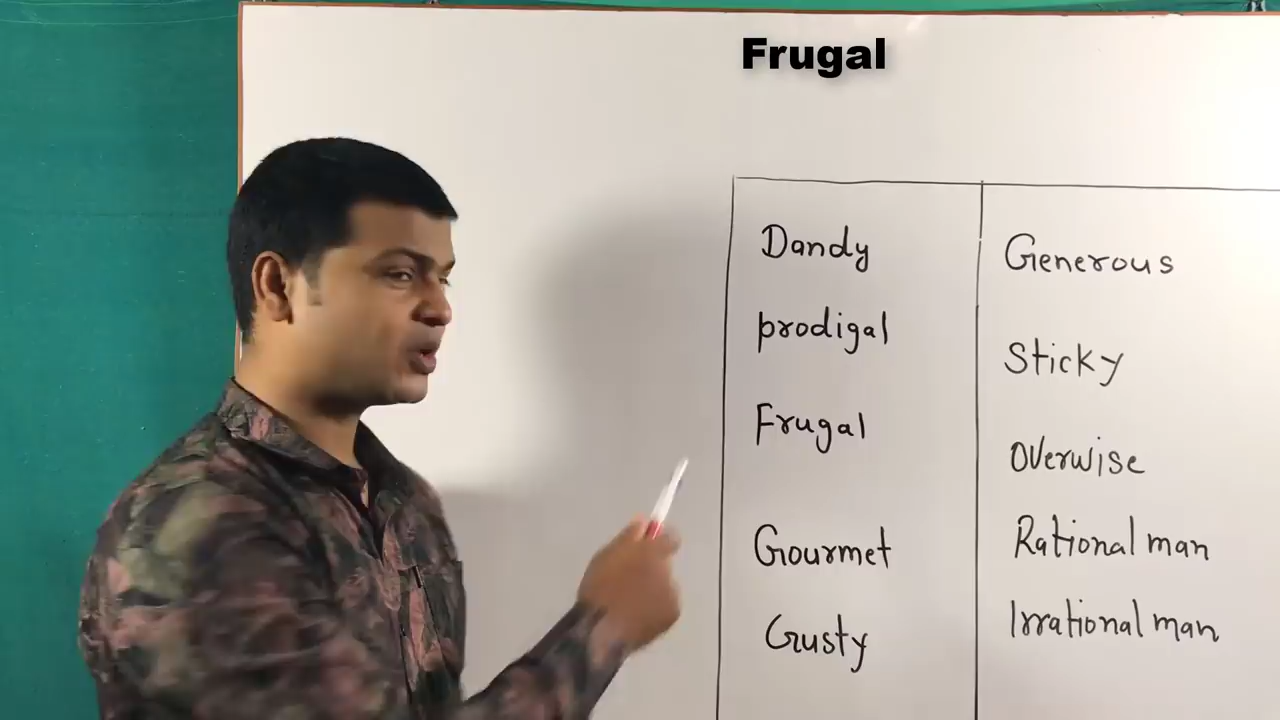 Frugal
Dandy
prodigal
Frugal
Gourmet
Gusty
Generous
Sticky
Overwise
Rational man
Irrational man